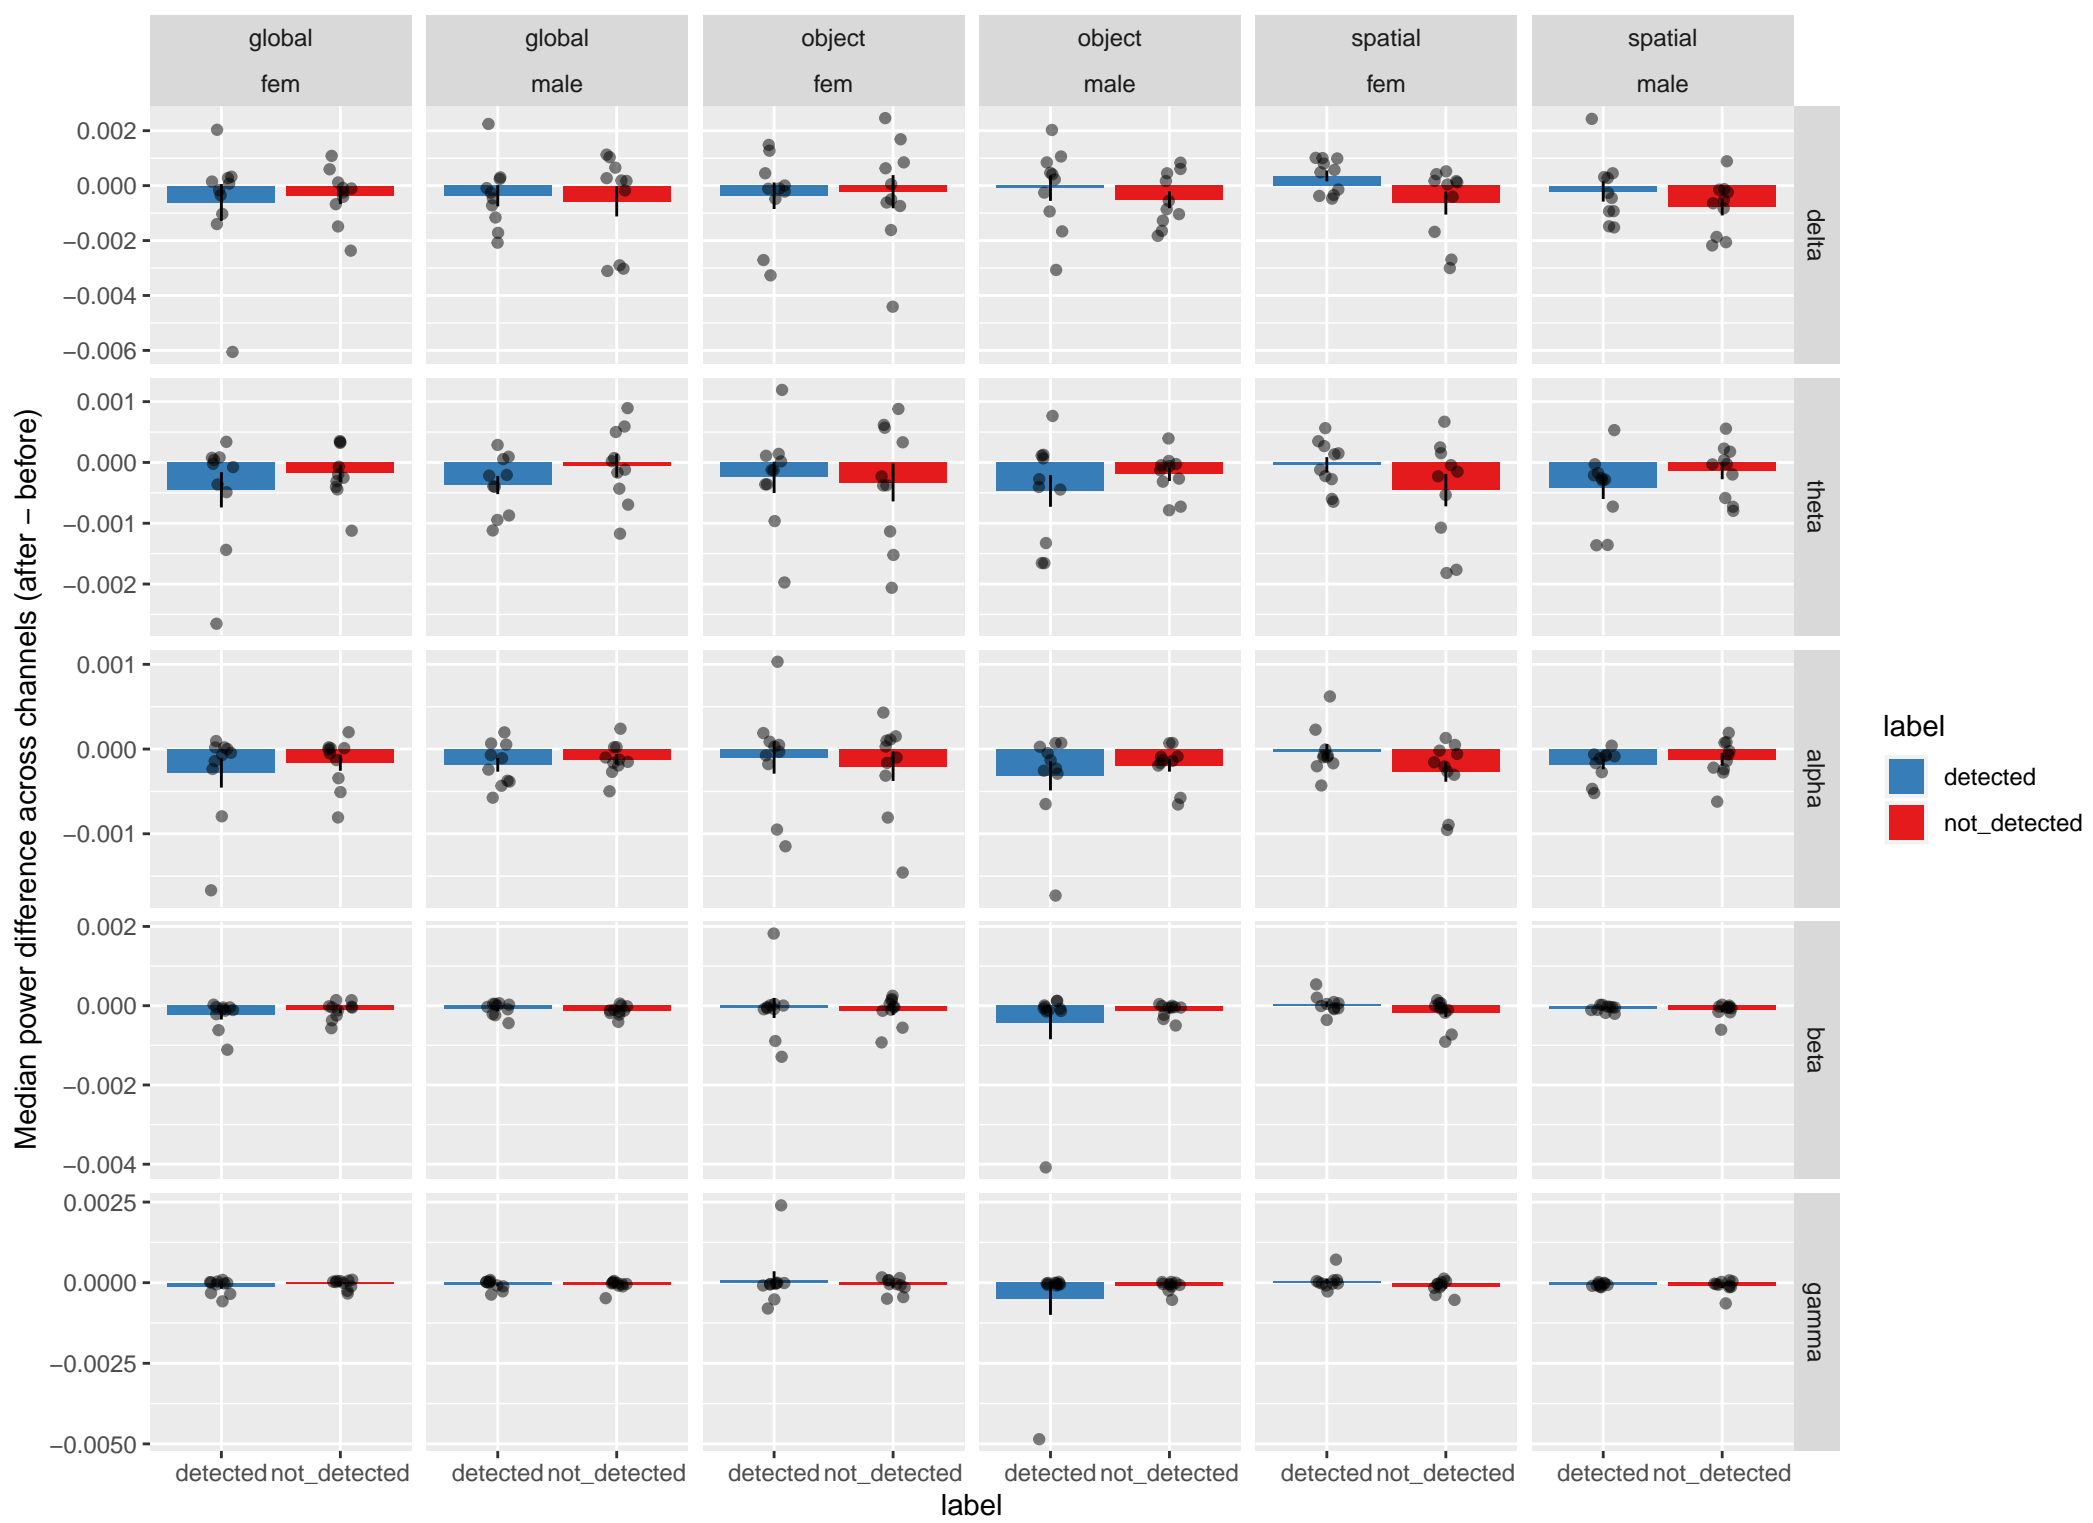 global global object object spatial spatial
fem male fem male fem male
0.002
0.000
−0.002
−0.004
−0.006
delta
0.001
0.000
−0.001
−0.002
theta
0.001
0.000
−0.001
alpha
0.002
0.000
−0.002
−0.004
beta
0.0025
0.0000
−0.0025
−0.0050
gamma
Median power difference across channels (after − before)
detected not_detected detected not_detected detected not_detected detected not_detected detected not_detected detected not_detected
label
label
detected
not_detected